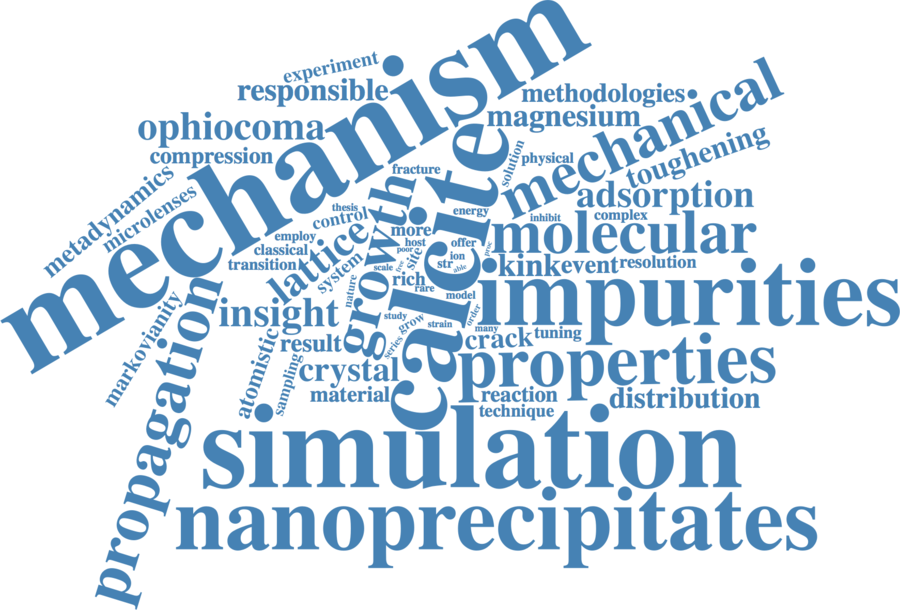 mechanism
experiment
responsible
methodologies
mechanical
magnesium
ophiocoma
calcite
compression
solution
physical
toughening
fracture
metadynamics
microlenses
adsorption
thesis
control
growth
energy
inhibit
complex
more
molecular
employ
lattice
host
offer
classical
poor
site
ion
proc
transition
system
scale
free
str
able
kink
event
resolution
rich
rare
nature
model
impurities
markovianity
propagation
insight
study
grow
order
strain
many
crack
tuning
atomistic
result
series
properties
sampling
crystal
material
reaction
distribution
technique
simulation
nanoprecipitates